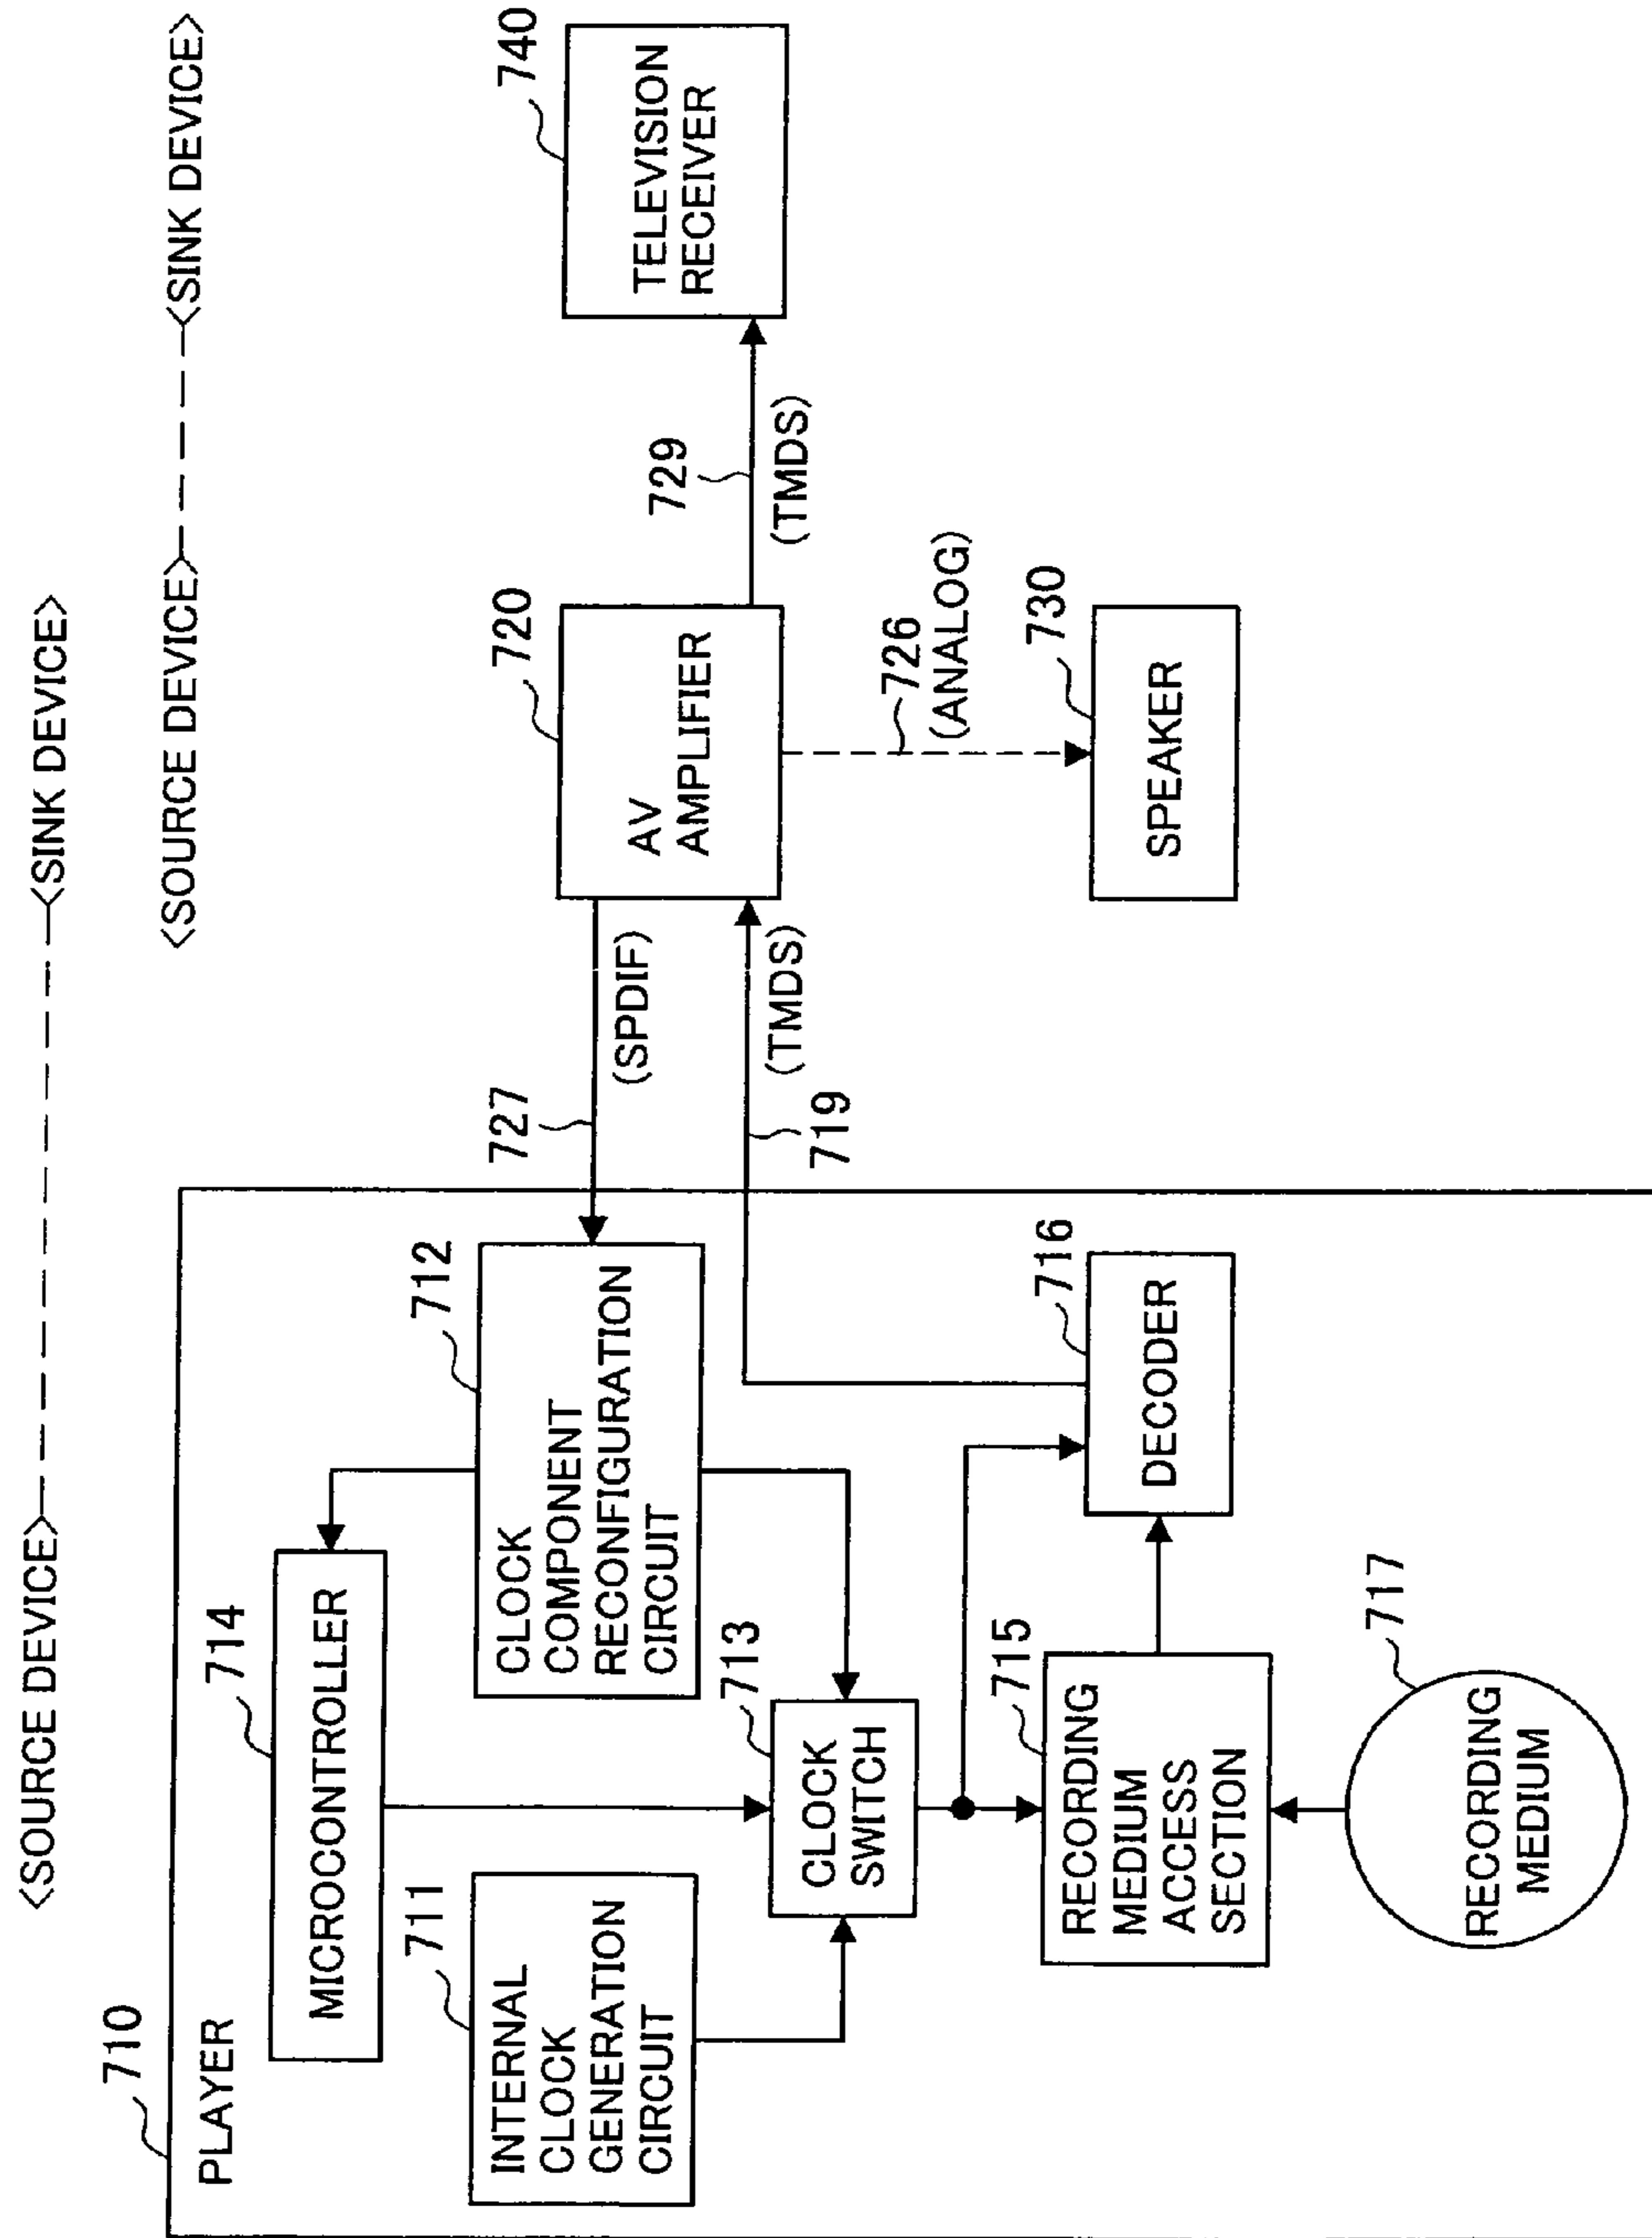 <SOURCE DEVICE>
<SINK DEVICE>
<SOURCE DEVICE>
<SINK DEVICE>
710
PLAYER
714
MICROCONTROLLER
711
INTERNAL
CLOCK
GENERATION
CIRCUIT
712
CLOCK
COMPONENT
RECONFIGURATION
CIRCUIT
713
CLOCK
SWITCH
715
RECORDING
MEDIUM
ACCESS
SECTION
716
DECODER
717
RECORDING
MEDIUM
727
(SPDIF)
(TMDS)
719
720
AV
AMPLIFIER
726
(ANALOG)
730
SPEAKER
729
(TMDS)
740
TELEVISION
RECEIVER